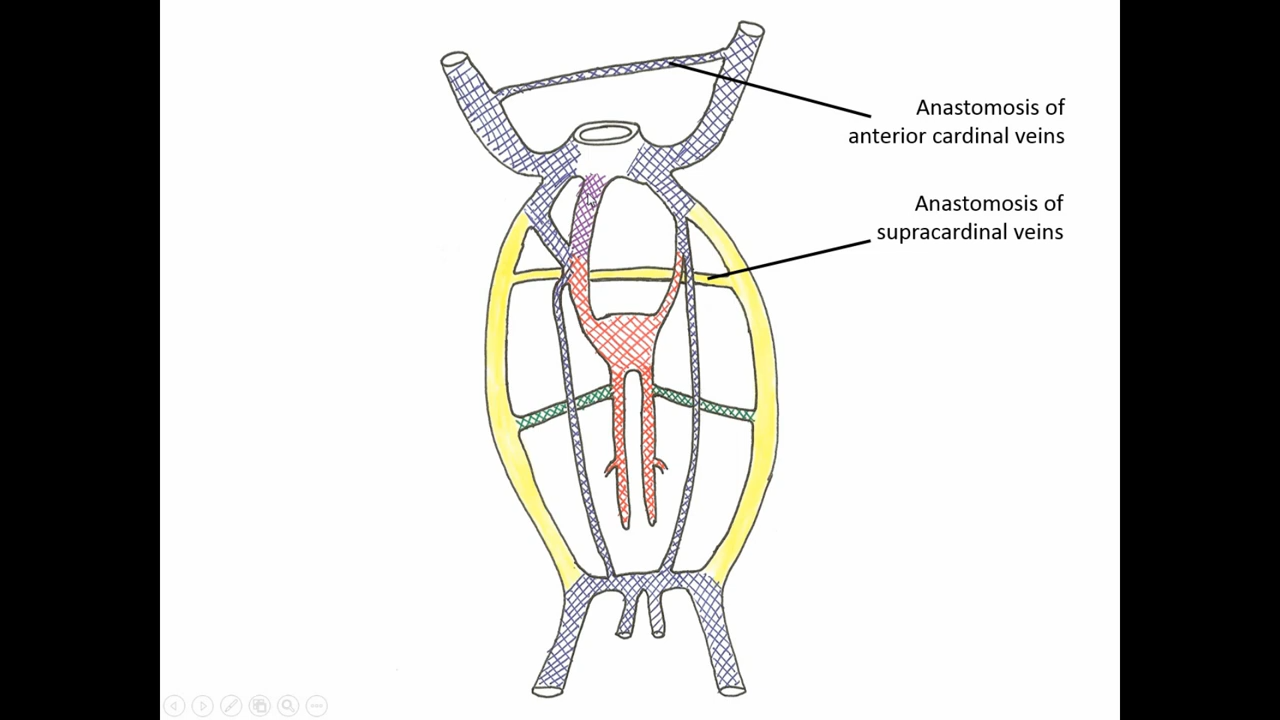 Anastomosis of
anterior cardinal veins
Anastomosis of
supracardinal veins